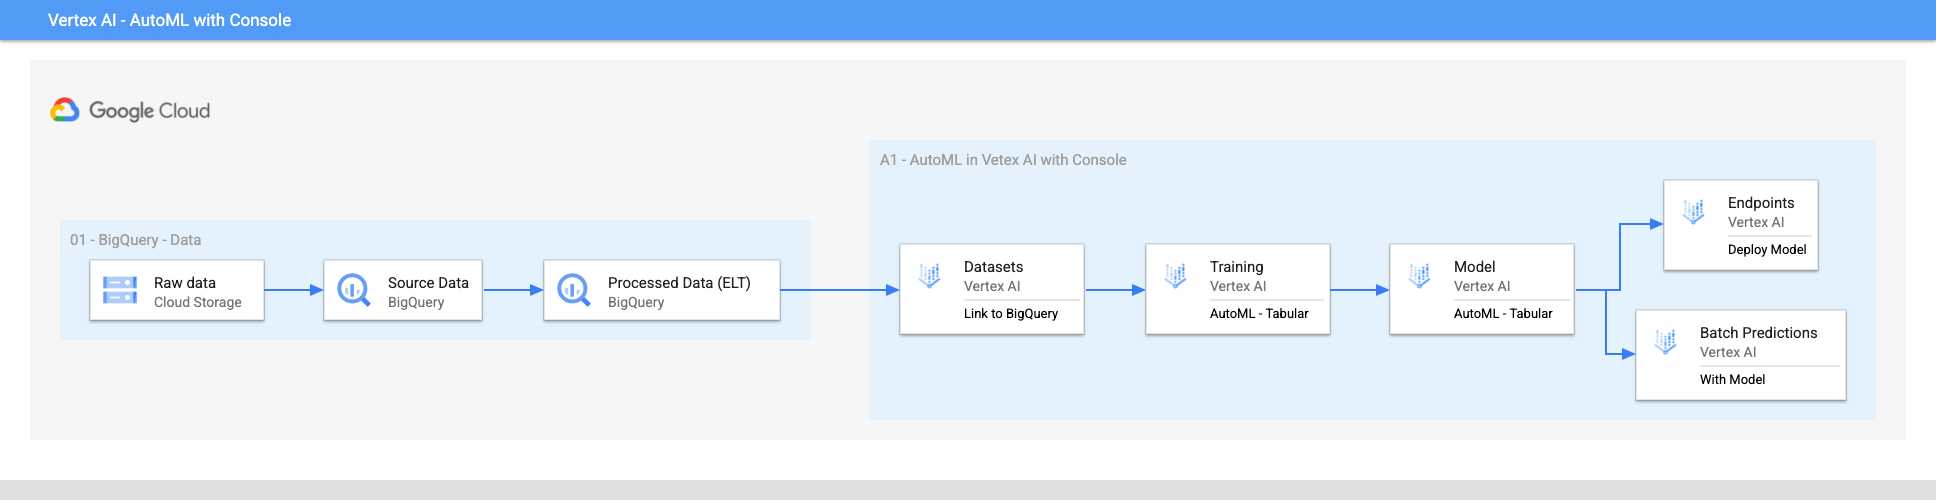 Vertex AI - AutoML with Console
Google Cloud
A1 - AutoML in Vetex AI with Console
01 - BigQuery - Data
Raw data
Cloud Storage
Source Data
BigQuery
Processed Data (ELT)
BigQuery
Datasets
Vertex AI
Link to BigQuery
Training
Vertex AI
AutoML - Tabular
Model
Vertex AI
AutoML - Tabular
Endpoints
Vertex AI
Deploy Model
Batch Predictions
Vertex AI
With Model